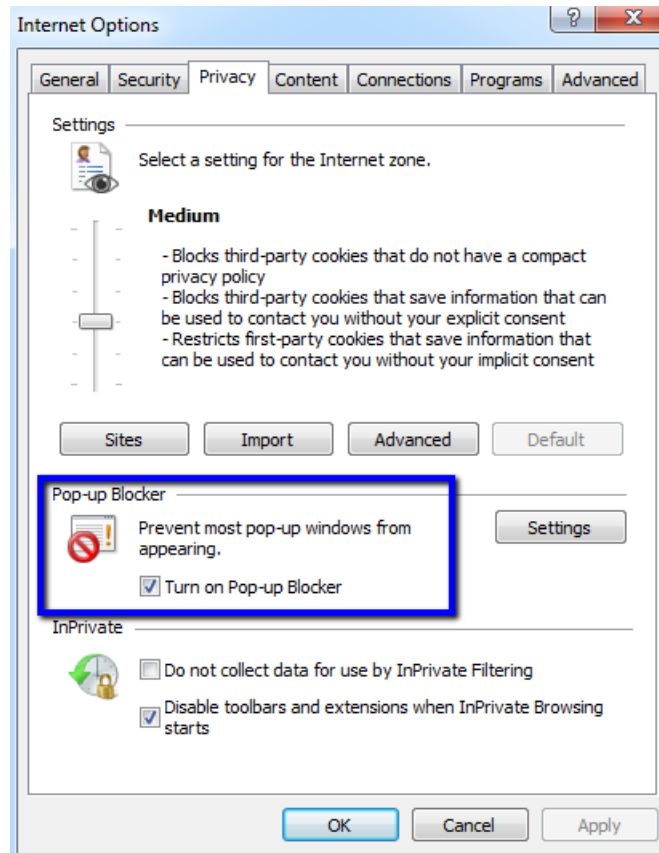 Internet Options
?
X
General Security Privacy Content Connections Programs Advanced
Settings
Select a setting for the Internet zone.
Medium
- Blocks third-party cookies that do not have a compact
privacy policy
- Blocks third-party cookies that save information that can
be used to contact you without your explicit consent
- Restricts first-party cookies that save information that
can be used to contact you without your implicit consent
Sites Import Advanced Default
Pop-up Blocker
Prevent most pop-up windows from
appearing.
Settings
Turn on Pop-up Blocker
InPrivate
Do not collect data for use by InPrivate Filtering
Disable toolbars and extensions when InPrivate Browsing
starts
OK Cancel Apply